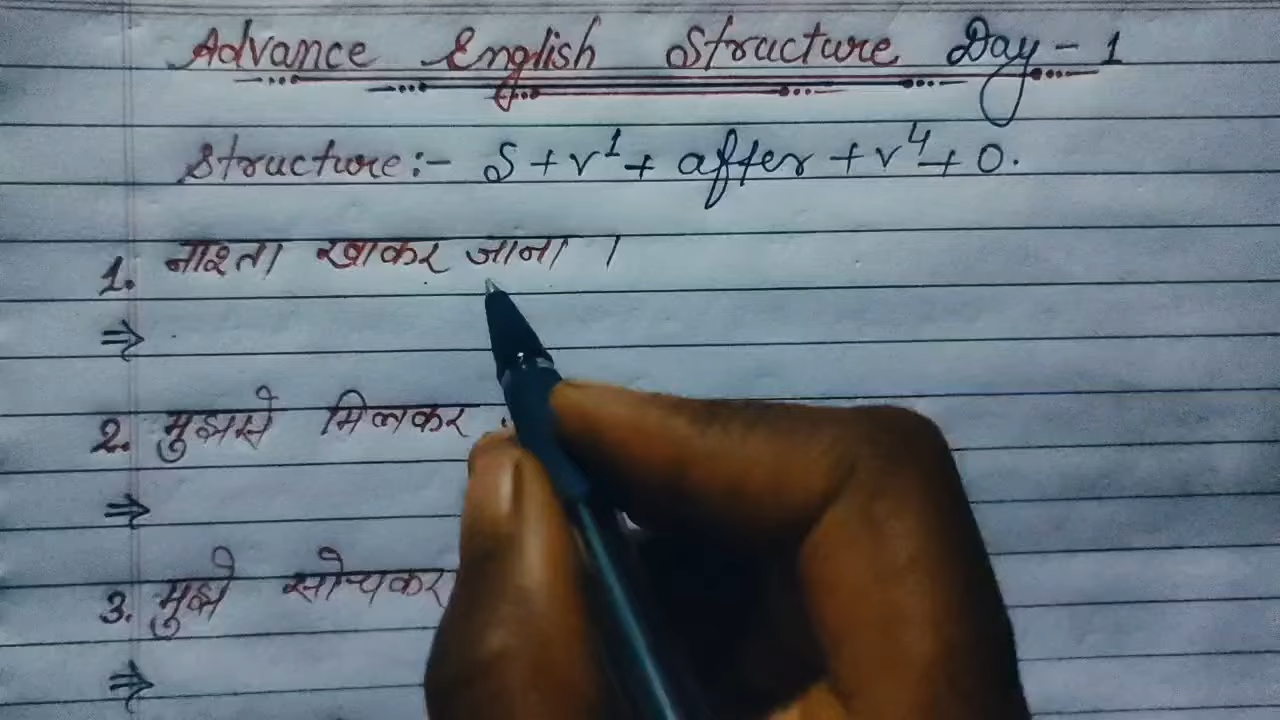 Advance English Structure Day - 1
Structure :- S + v¹ + after + v⁴ + O.
1. नाश्ता खाकर जाना ।
⇒
2. मुझसे मिलकर
⇒
3. मुझे सोचकर
⇒